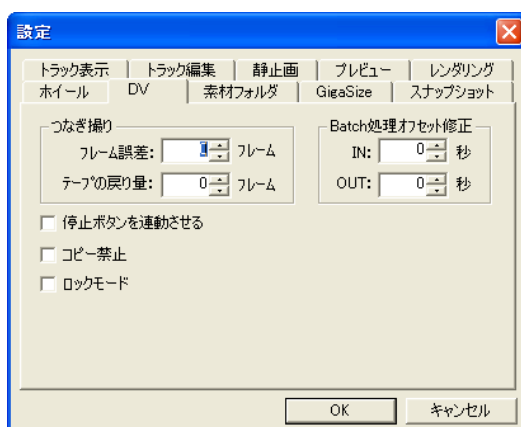 設定
トラック表示 トラック編集 静止画 プレビュー レンダリング
ホイール DV 素材フォルダ GigaSize スナップショット
つなぎ撮り Batch処理オフセット修正
フレーム誤差: 1 フレーム IN: 0 秒
テープの戻り量: 0 フレーム OUT: 0 秒
停止ボタンを連動させる
コピー禁止
ロックモード
OK キャンセル